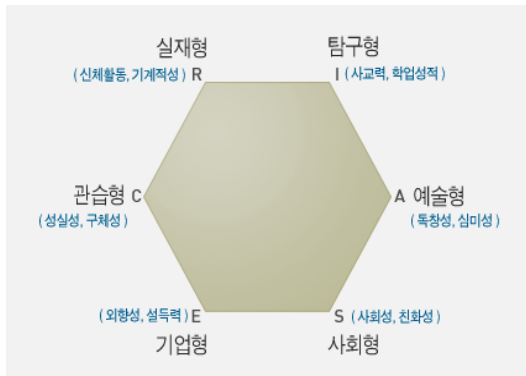 실재형
탐구형
(신체활동, 기계적성) R
I (사교력, 학업성적)
관습형 C
(성실성, 구체성)
A 예술형
(독창성, 심미성)
(외향성, 설득력) E
S (사회성, 친화성)
기업형
사회형